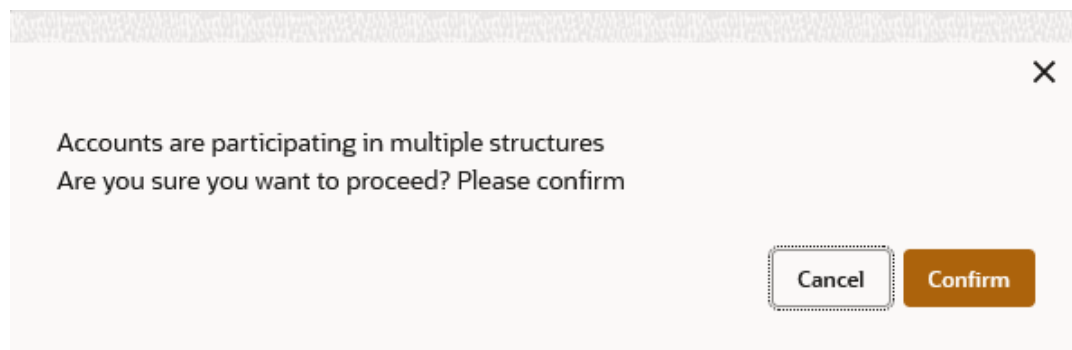 Accounts are participating in multiple structures
Are you sure you want to proceed? Please confirm
Cancel Confirm